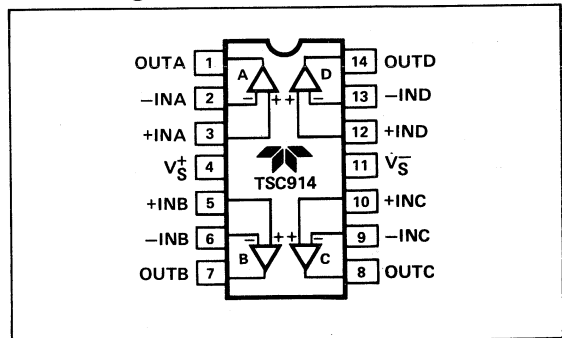 OUTA 1 A D 14 OUTD
−INA 2 − + + − 13 −IND
+INA 3 12 +IND
V+S 4 TSC914 11 V−S
+INB 5 10 +INC
−INB 6 − + + − 9 −INC
OUTB 7 B C 8 OUTC